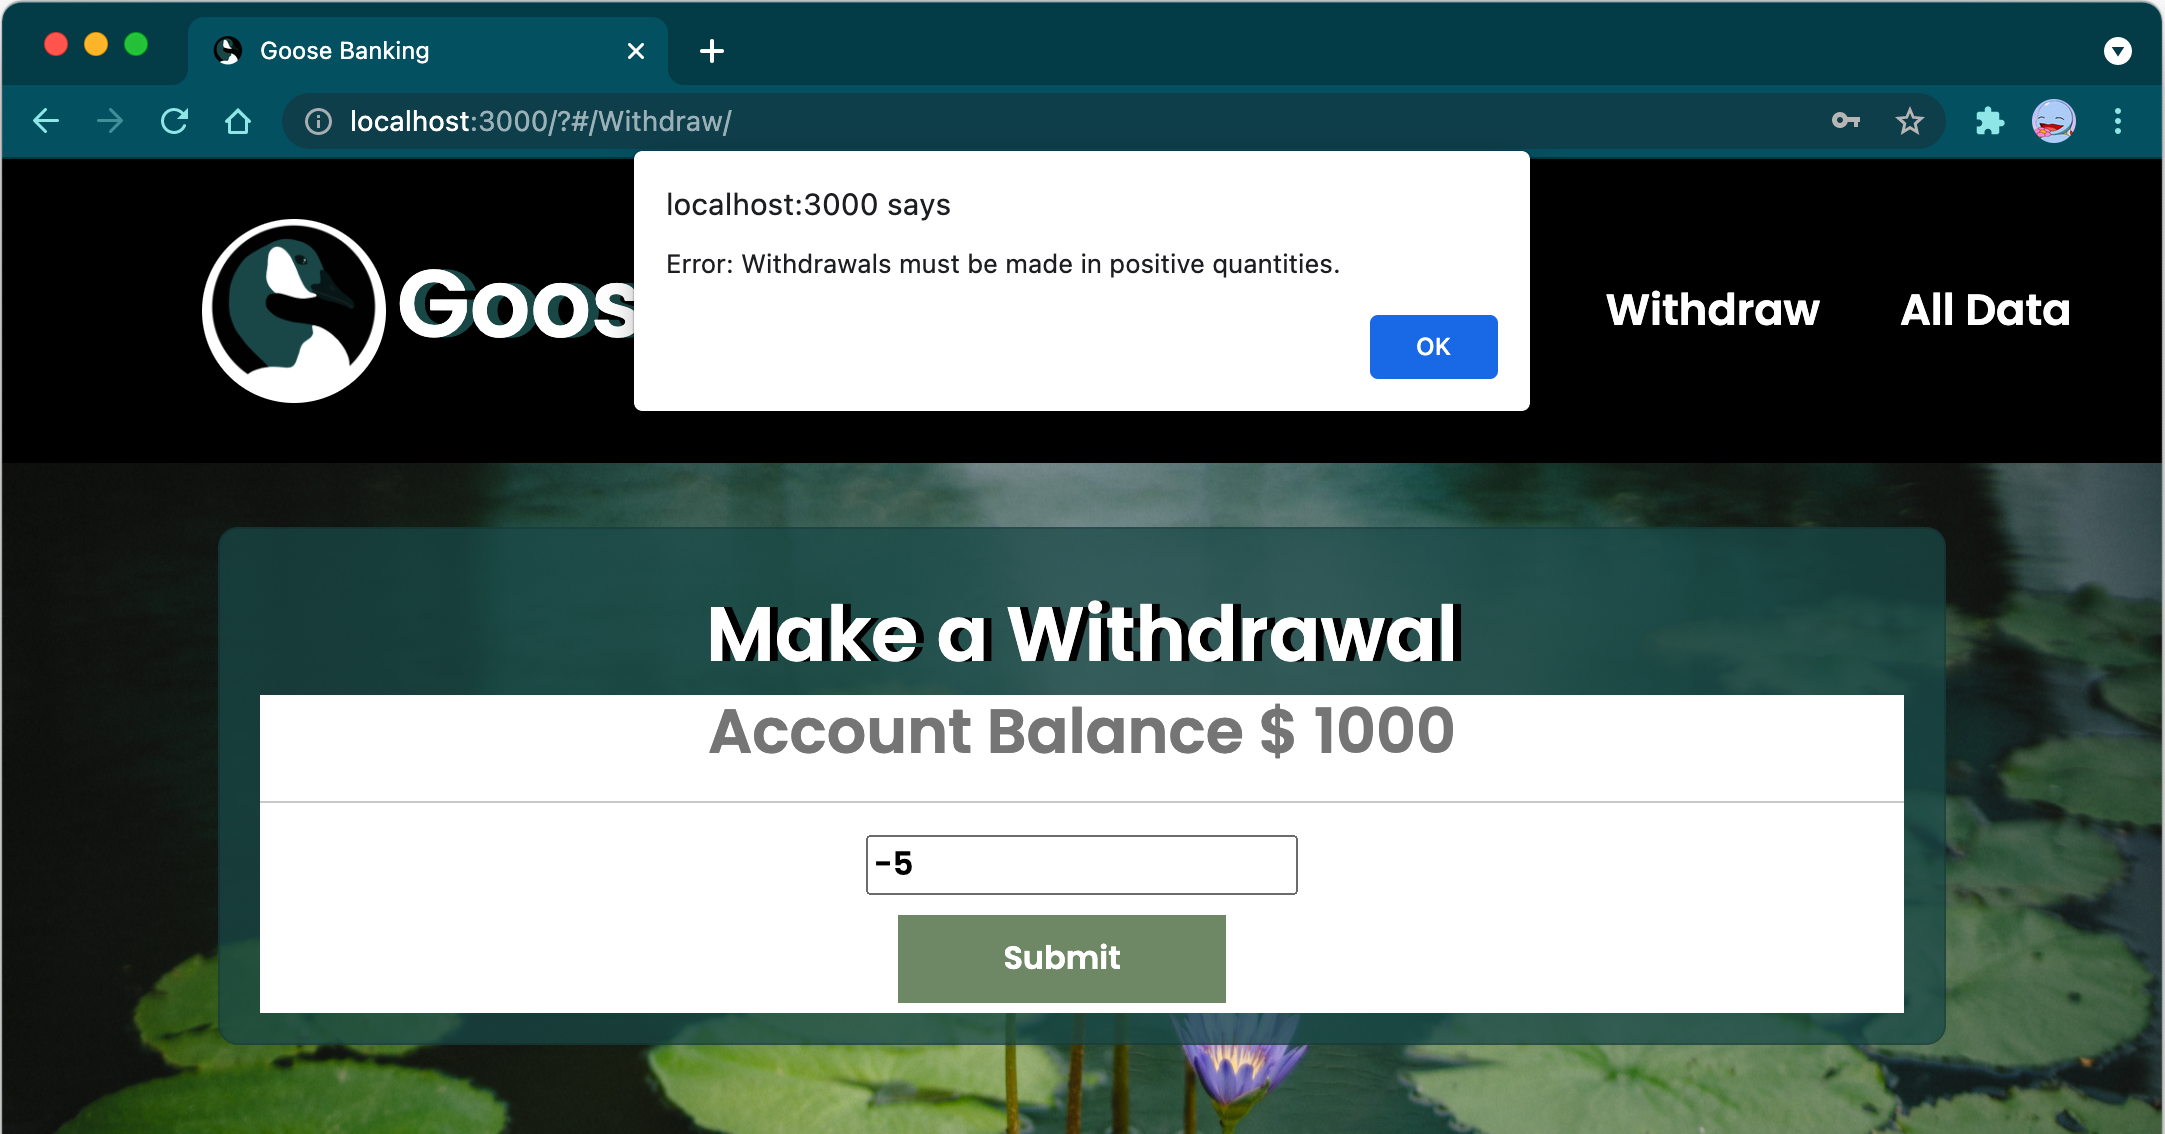 Goose Banking
localhost:3000/?#/Withdraw/
localhost:3000 says
Error: Withdrawals must be made in positive quantities.
OK
Goos
Withdraw
All Data
Make a Withdrawal
Account Balance $ 1000
-5
Submit